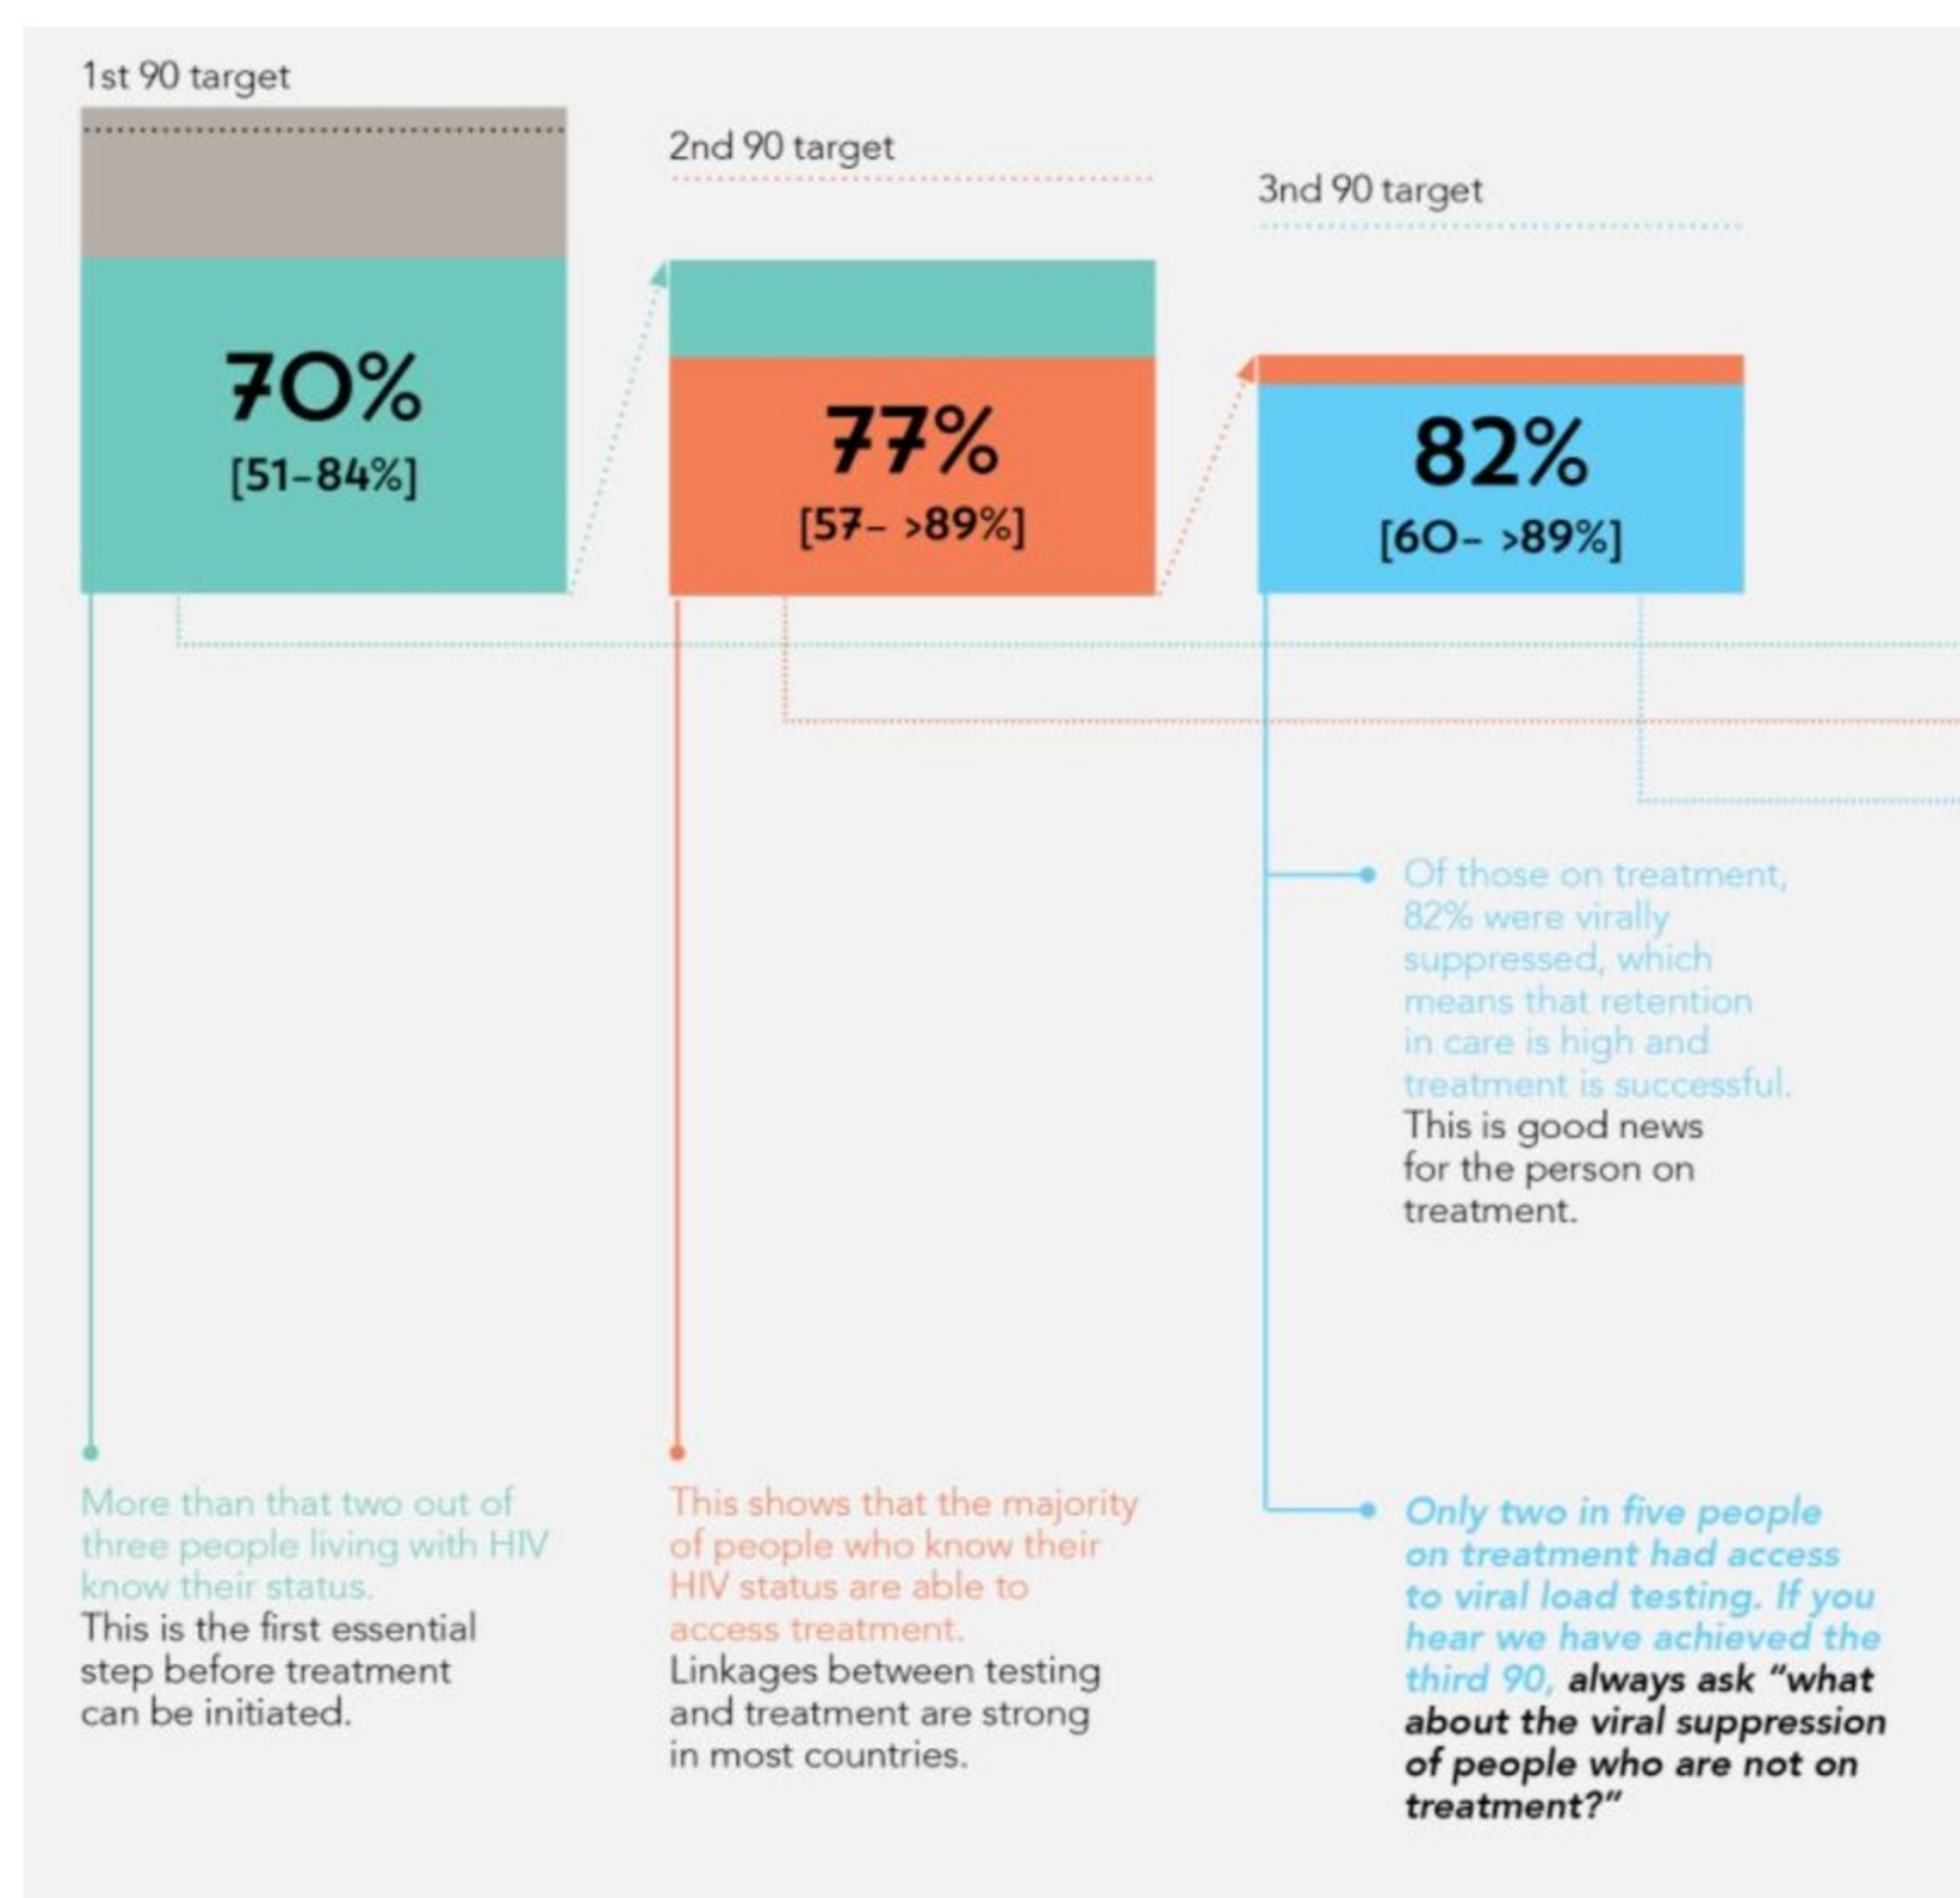 1st 90 target
2nd 90 target
3nd 90 target
70%
[51–84%]
77%
[57– >89%]
82%
[60– >89%]
Of those on treatment,
82% were virally
suppressed, which
means that retention
in care is high and
treatment is successful.
This is good news
for the person on
treatment.
More than that two out of
three people living with HIV
know their status.
This is the first essential
step before treatment
can be initiated.
This shows that the majority
of people who know their
HIV status are able to
access treatment.
Linkages between testing
and treatment are strong
in most countries.
Only two in five people
on treatment had access
to viral load testing. If you
hear we have achieved the
third 90, always ask “what
about the viral suppression
of people who are not on
treatment?”